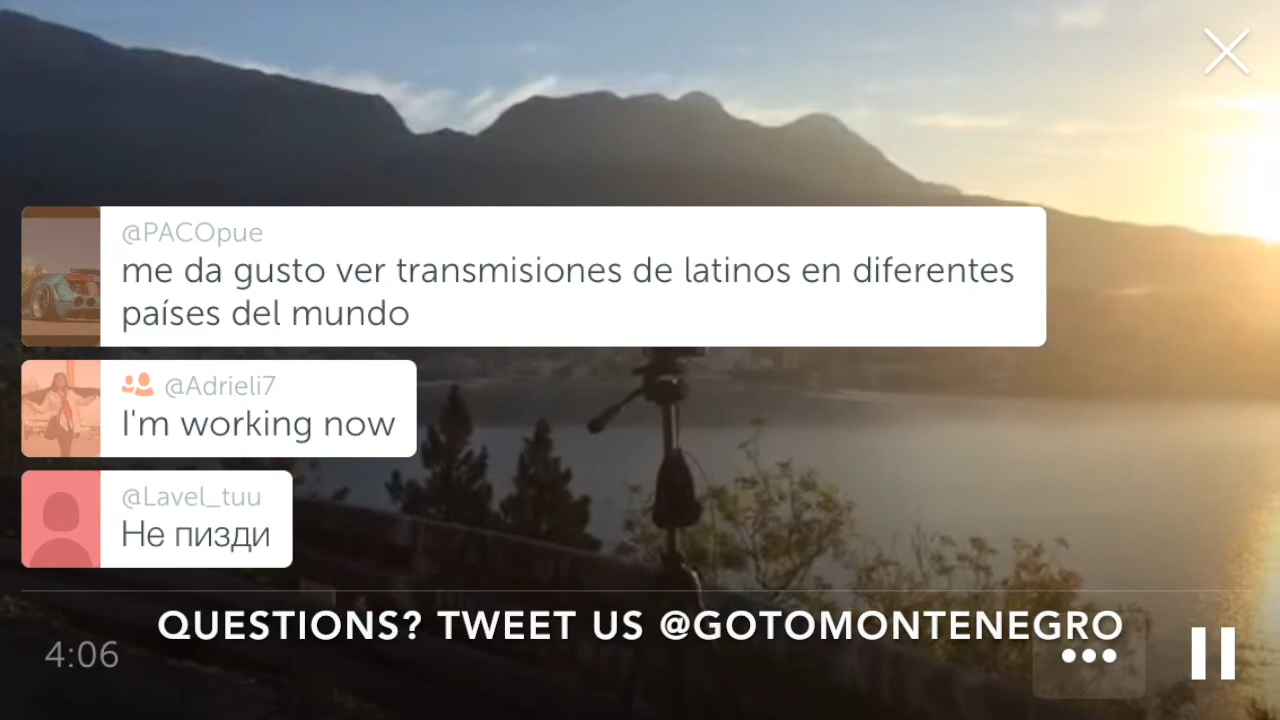 @PACOpue
me da gusto ver transmisiones de latinos en diferentes
países del mundo
@Adrieli7
I'm working now
@Lavel_tuu
Не пизди
QUESTIONS? TWEET US @GOTOMONTENEGRO
4:06